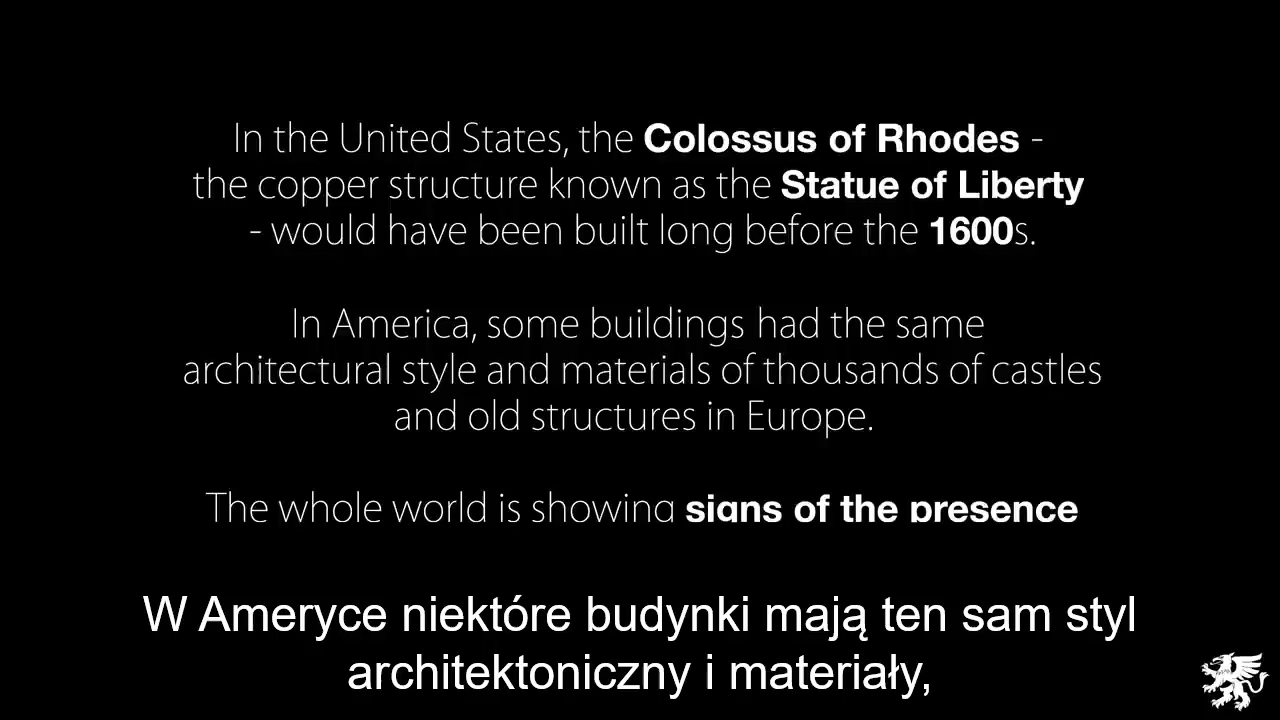 In the United States, the Colossus of Rhodes -
the copper structure known as the Statue of Liberty
- would have been built long before the 1600s.
In America, some buildings had the same
architectural style and materials of thousands of castles
and old structures in Europe.
The whole world is showing signs of the presence
W Ameryce niektóre budynki mają ten sam styl
architektoniczny i materiały,